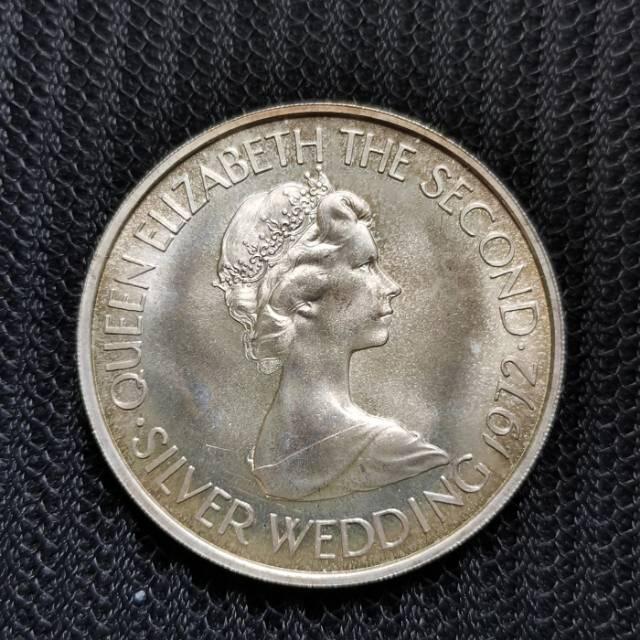 ·QUEEN ELIZABETH THE SECOND·
SILVER WEDDING 1972